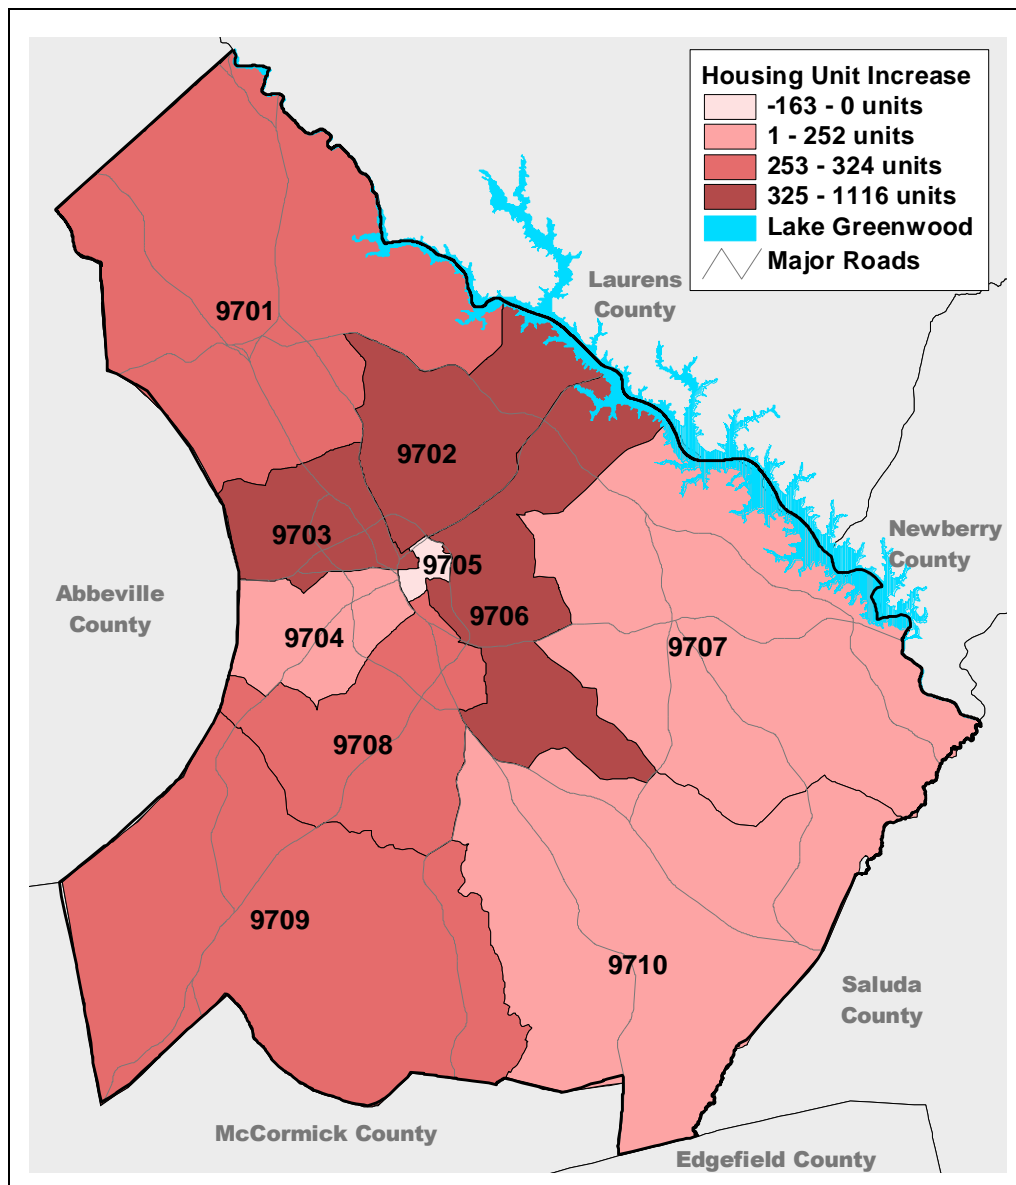 Housing Unit Increase
-163 - 0 units
1 - 252 units
253 - 324 units
325 - 1116 units
Lake Greenwood
Major Roads
Laurens
County
9701
9702
9703
Newberry
County
9705
Abbeville
County
9706
9704
9707
9708
9709
9710
Saluda
County
McCormick County
Edgefield County